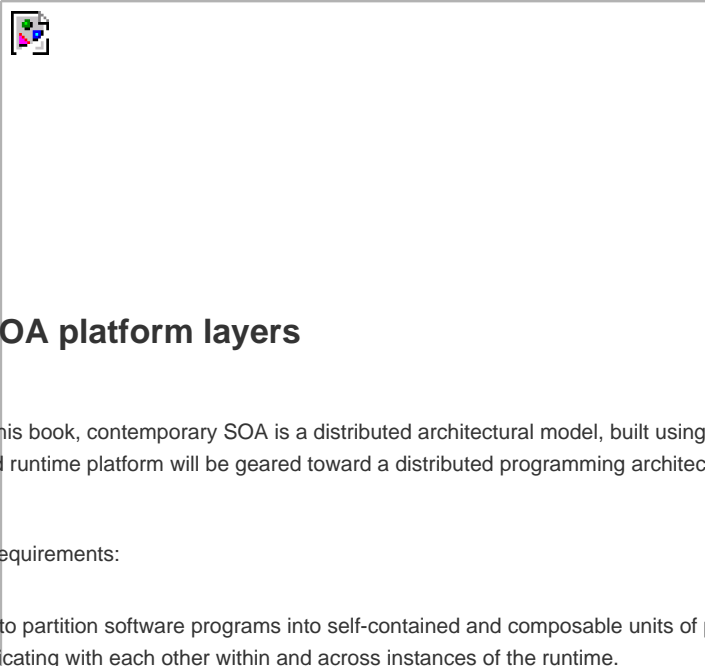 OA platform layers
his book, contemporary SOA is a distributed architectural model, built using
d runtime platform will be geared toward a distributed programming architec
equirements:
to partition software programs into self-contained and composable units of p
icating with each other within and across instances of the runtime.